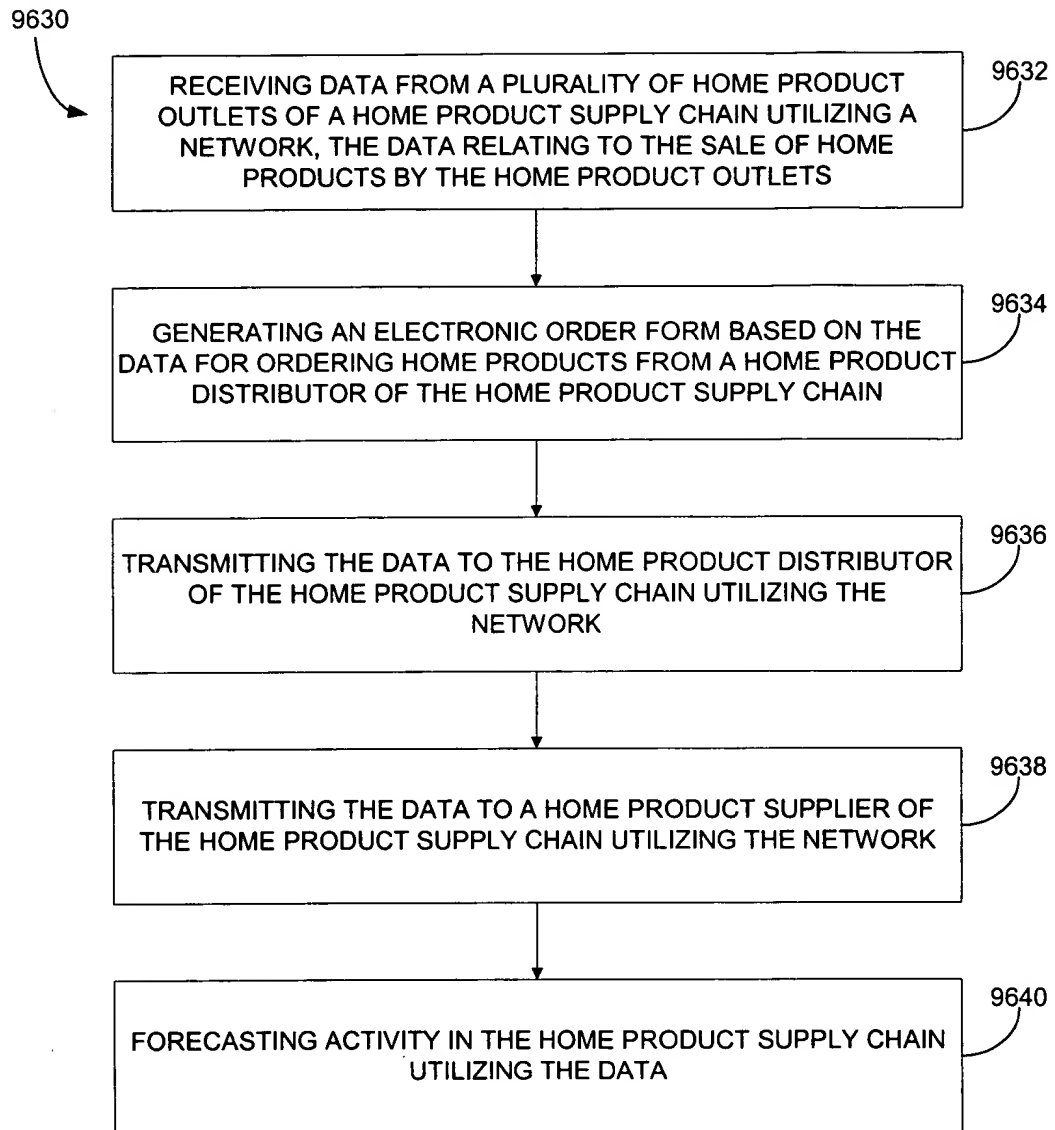 9630
RECEIVING DATA FROM A PLURALITY OF HOME PRODUCT
OUTLETS OF A HOME PRODUCT SUPPLY CHAIN UTILIZING A
NETWORK, THE DATA RELATING TO THE SALE OF HOME
PRODUCTS BY THE HOME PRODUCT OUTLETS
9632
GENERATING AN ELECTRONIC ORDER FORM BASED ON THE
DATA FOR ORDERING HOME PRODUCTS FROM A HOME PRODUCT
DISTRIBUTOR OF THE HOME PRODUCT SUPPLY CHAIN
9634
TRANSMITTING THE DATA TO THE HOME PRODUCT DISTRIBUTOR
OF THE HOME PRODUCT SUPPLY CHAIN UTILIZING THE
NETWORK
9636
TRANSMITTING THE DATA TO A HOME PRODUCT SUPPLIER OF
THE HOME PRODUCT SUPPLY CHAIN UTILIZING THE NETWORK
9638
FORECASTING ACTIVITY IN THE HOME PRODUCT SUPPLY CHAIN
UTILIZING THE DATA
9640